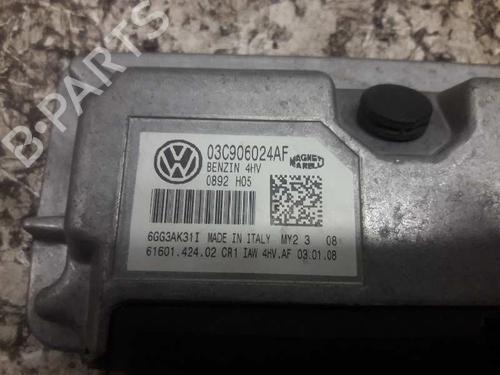 B-PARTS
VW
03C906024AF
MAGNETI MARELLI
BENZIN 4HV
0892 H05
6GG3AK31I MADE IN ITALY MY2 3 08
61601.424.02 CR1 IAW 4HV.AF 03.01.08